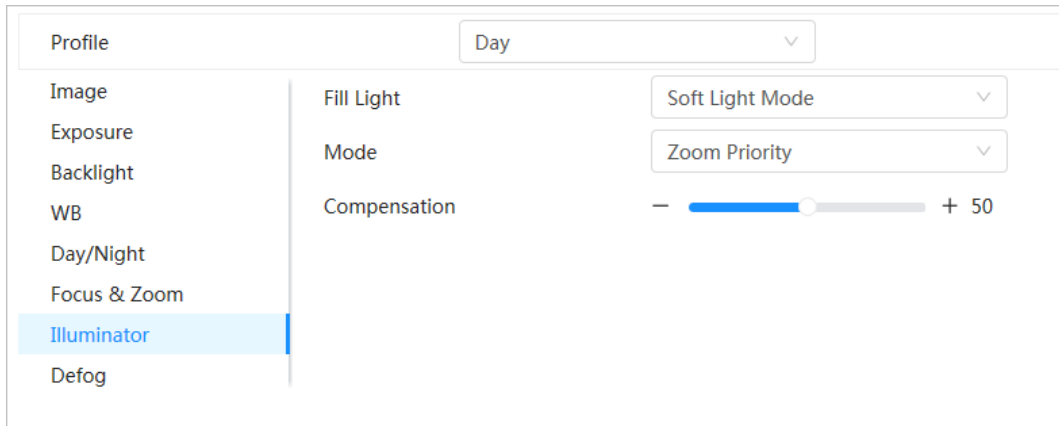 Profile Day
Image
Fill Light Soft Light Mode
Exposure
Mode Zoom Priority
Backlight
WB
Compensation − + 50
Day/Night
Focus & Zoom
Illuminator
Defog